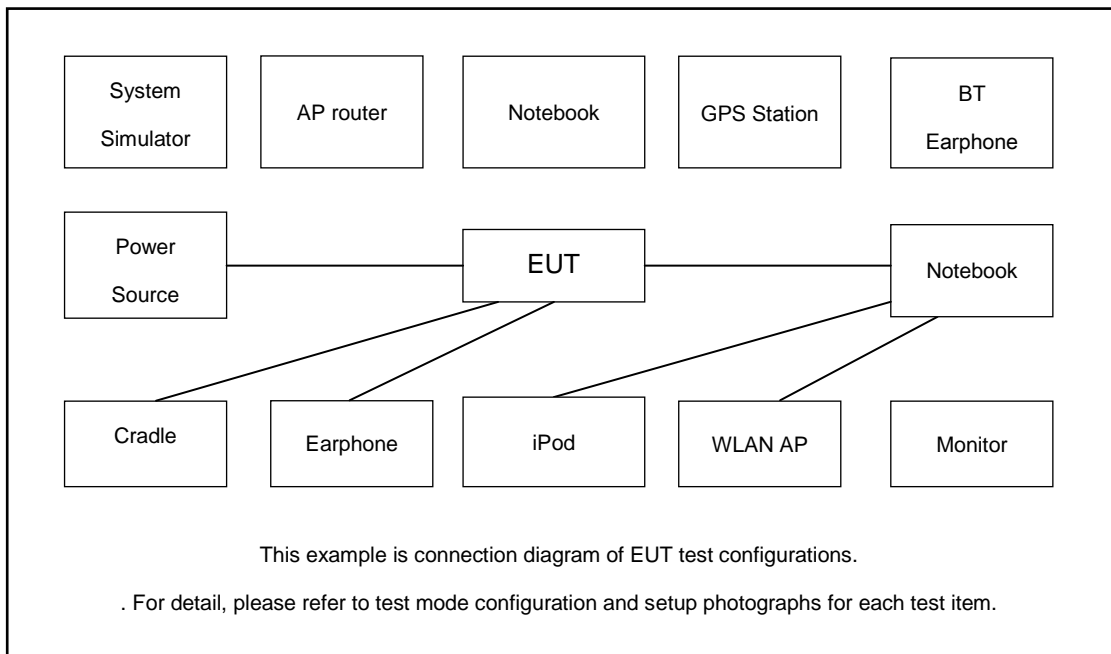 System
Simulator
AP router
Notebook
GPS Station
BT
Earphone
Power
Source
EUT
Notebook
Cradle
Earphone
iPod
WLAN AP
Monitor
This example is connection diagram of EUT test configurations.
. For detail, please refer to test mode configuration and setup photographs for each test item.